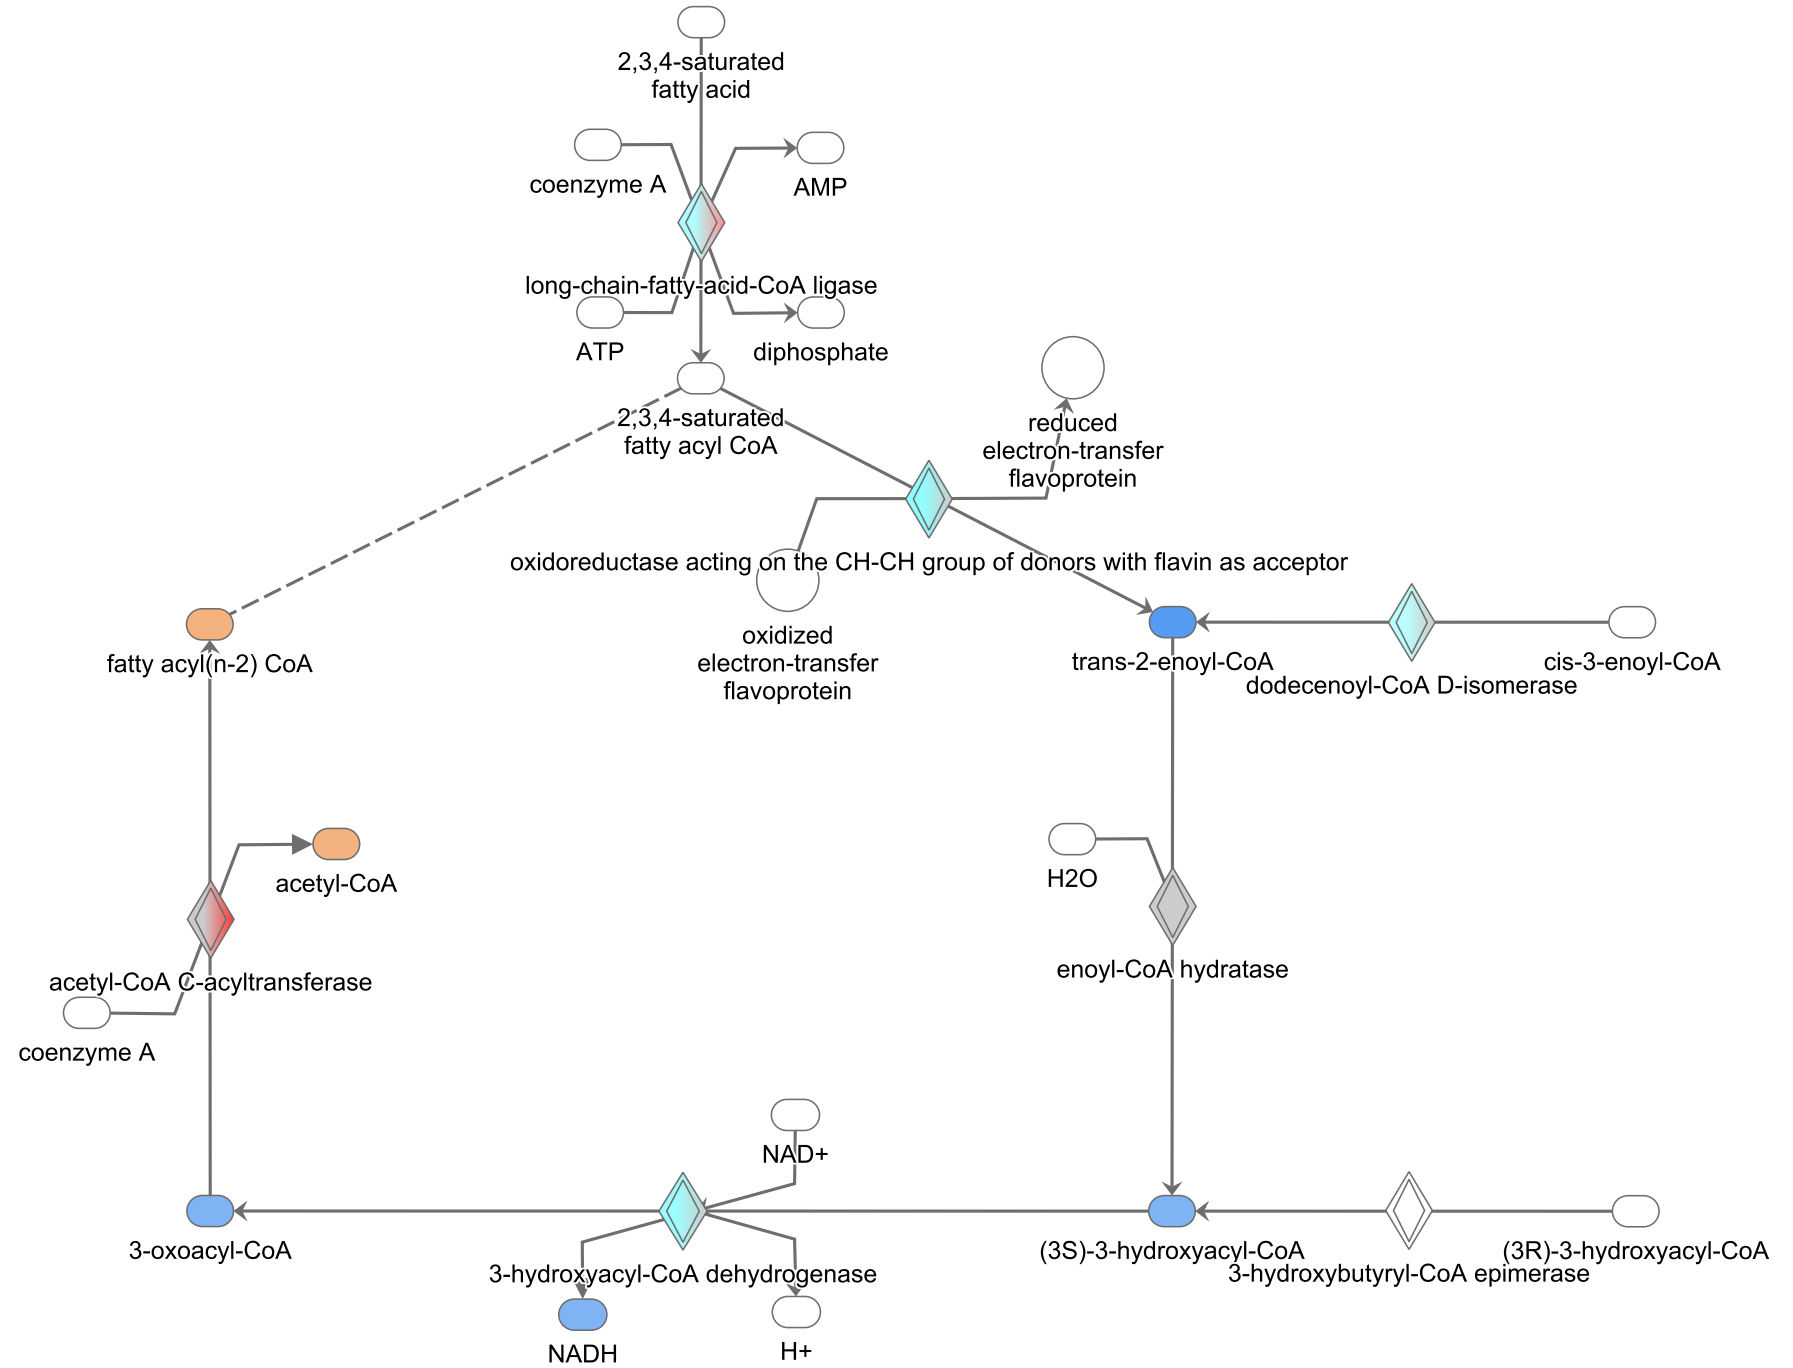 2,3,4-saturated
fatty acid
coenzyme A
AMP
long-chain-fatty-acid-CoA ligase
ATP
diphosphate
2,3,4-saturated
fatty acyl CoA
reduced
electron-transfer
flavoprotein
oxidoreductase acting on the CH-CH group of donors with flavin as acceptor
oxidized
electron-transfer
flavoprotein
fatty acyl(n-2) CoA
trans-2-enoyl-CoA
cis-3-enoyl-CoA
dodecenoyl-CoA D-isomerase
acetyl-CoA
H2O
acetyl-CoA C-acyltransferase
enoyl-CoA hydratase
coenzyme A
NAD+
3-oxoacyl-CoA
(3S)-3-hydroxyacyl-CoA
(3R)-3-hydroxyacyl-CoA
3-hydroxyacyl-CoA dehydrogenase
3-hydroxybutyryl-CoA epimerase
NADH
H+